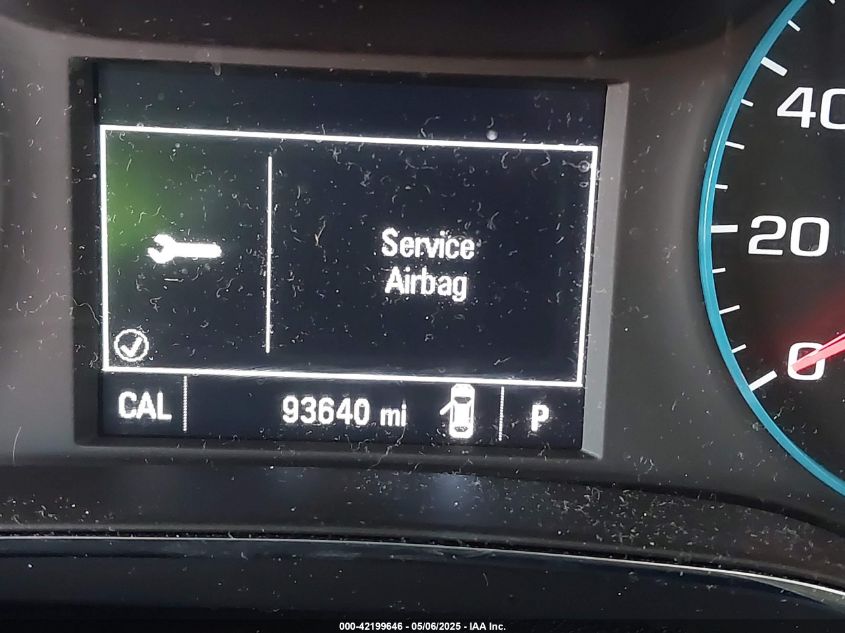 Service
Airbag
CAL 93640 mi P
40
20
0
000-42199646 - 05/06/2025 - IAA Inc.